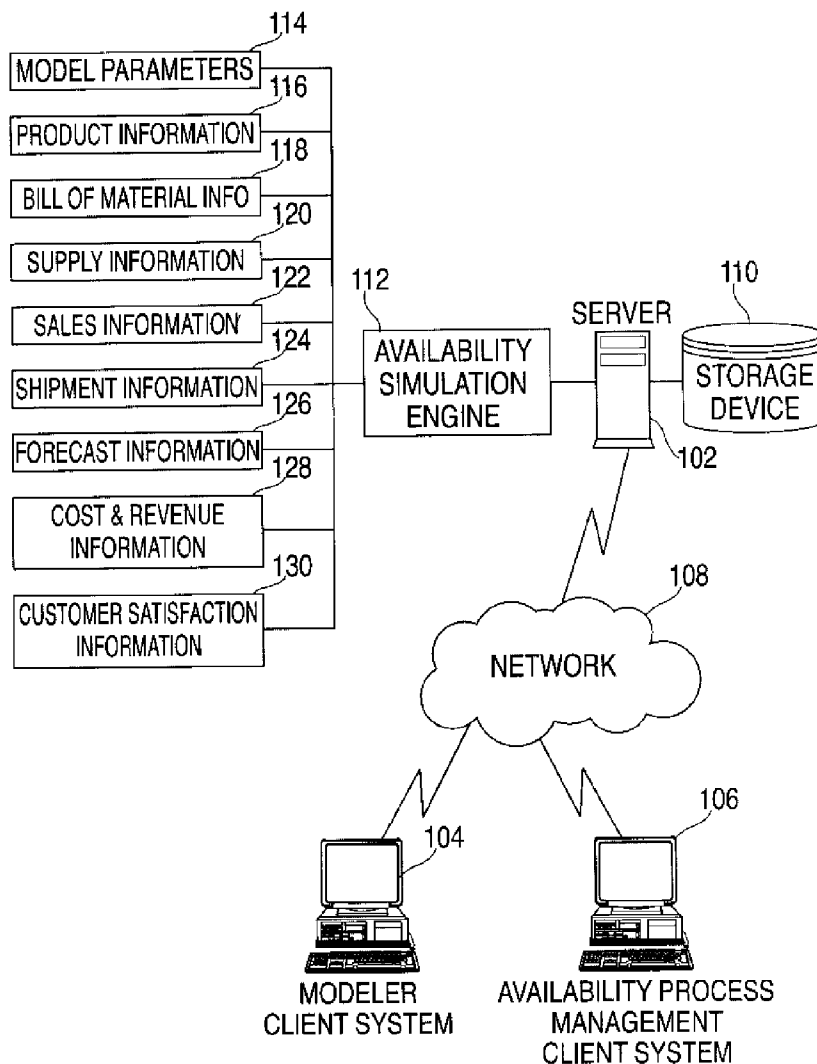 114
MODEL PARAMETERS
116
PRODUCT INFORMATION
118
BILL OF MATERIAL INFO
120
SUPPLY INFORMATION
122
SALES INFORMATION
124
SHIPMENT INFORMATION
126
FORECAST INFORMATION
128
COST & REVENUE
INFORMATION
130
CUSTOMER SATISFACTION
INFORMATION
112
AVAILABILITY
SIMULATION
ENGINE
SERVER
102
110
STORAGE
DEVICE
108
NETWORK
104
MODELER
CLIENT SYSTEM
106
AVAILABILITY PROCESS
MANAGEMENT
CLIENT SYSTEM